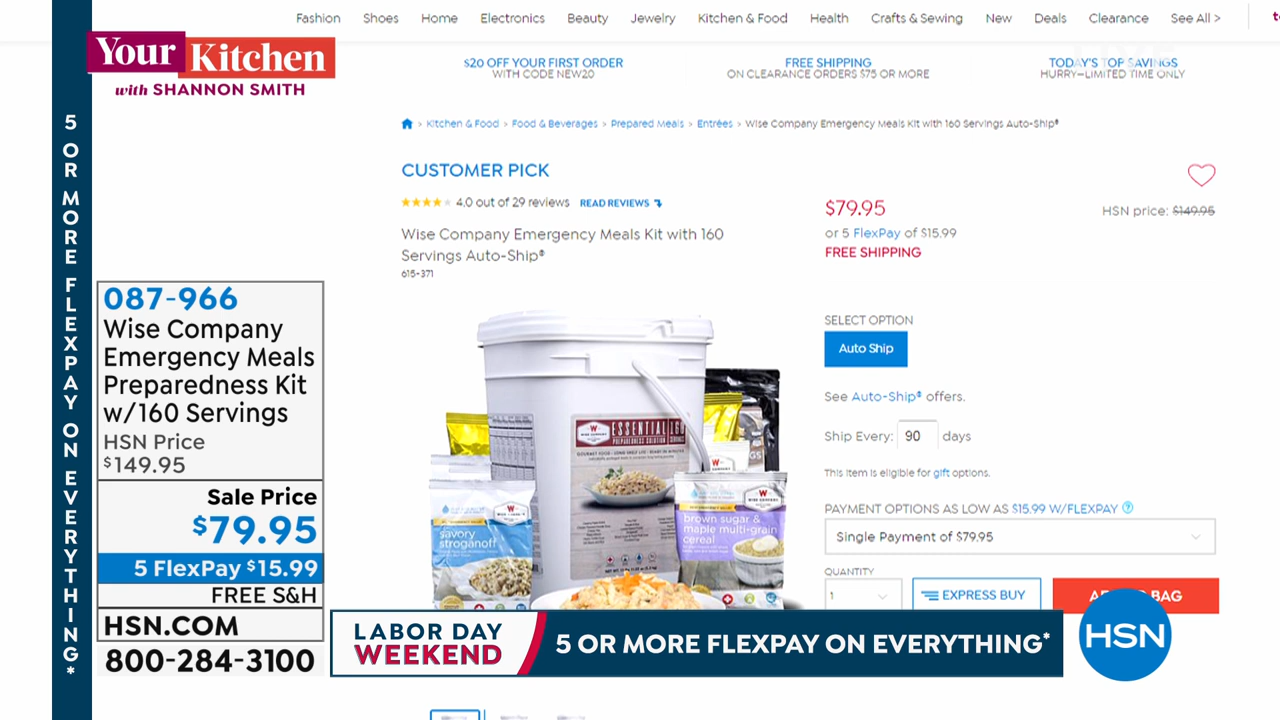 Fashion Shoes Home Electronics Beauty Jewelry Kitchen & Food Health Crafts & Sewing New Deals Clearance See All >
Your Kitchen
with SHANNON SMITH
$20 OFF YOUR FIRST ORDER
WITH CODE NEW20
FREE SHIPPING
ON CLEARANCE ORDERS $75 OR MORE
TODAY'S TOP SAVINGS
HURRY—LIMITED TIME ONLY
5 OR MORE FLEXPAY ON EVERYTHING*
> Kitchen & Food > Food & Beverages > Prepared Meals > Entrées > Wise Company Emergency Meals Kit with 160 Servings Auto-Ship®
CUSTOMER PICK
4.0 out of 29 reviews READ REVIEWS
Wise Company Emergency Meals Kit with 160
Servings Auto-Ship®
615-371
$79.95
HSN price: $149.95
or 5 FlexPay of $15.99
FREE SHIPPING
SELECT OPTION
Auto Ship
See Auto-Ship® offers.
Ship Every: 90 days
This item is eligible for gift options.
PAYMENT OPTIONS AS LOW AS $15.99 W/FLEXPAY ?
Single Payment of $79.95
QUANTITY
1
EXPRESS BUY
BAG
087-966
Wise Company
Emergency Meals
Preparedness Kit
w/160 Servings
HSN Price
$149.95
Sale Price
$79.95
5 FlexPay $15.99
FREE S&H
HSN.COM
800-284-3100
ESSENTIAL 160
PREPAREDNESS SOLUTION SERVINGS
savory
stroganoff
WISE COMPANY
brown sugar &
maple multi-grain
cereal
LABOR DAY
WEEKEND
5 OR MORE FLEXPAY ON EVERYTHING*
HSN